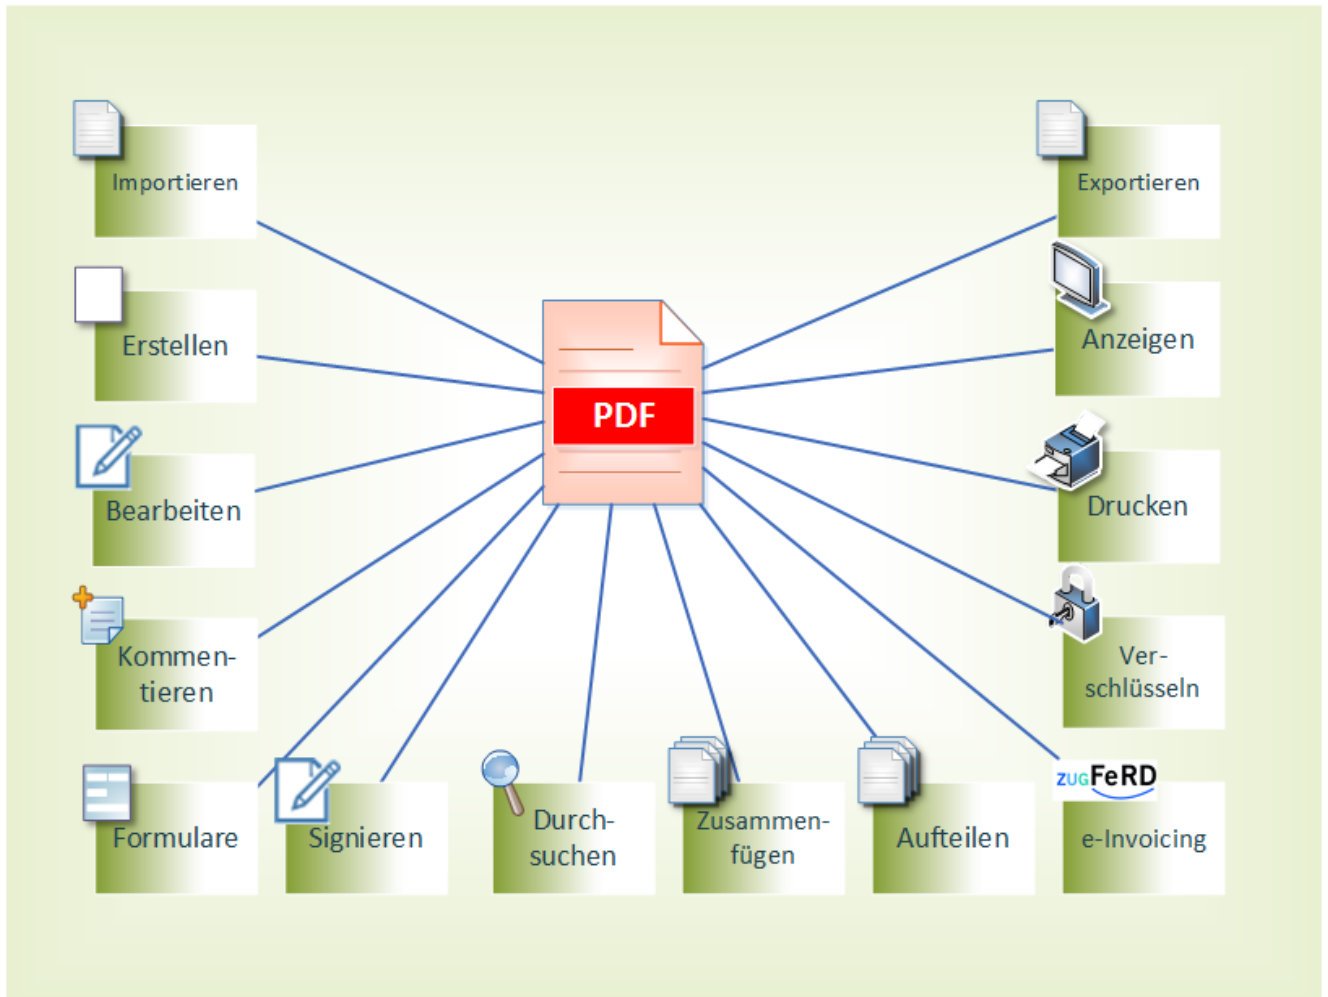 Importieren
Exportieren
Erstellen
Anzeigen
PDF
Bearbeiten
Drucken
Kommen-
tieren
Ver-
schlüsseln
ZUGFeRD
Formulare
Signieren
Durch-
suchen
Zusammen-
fügen
Aufteilen
e-Invoicing